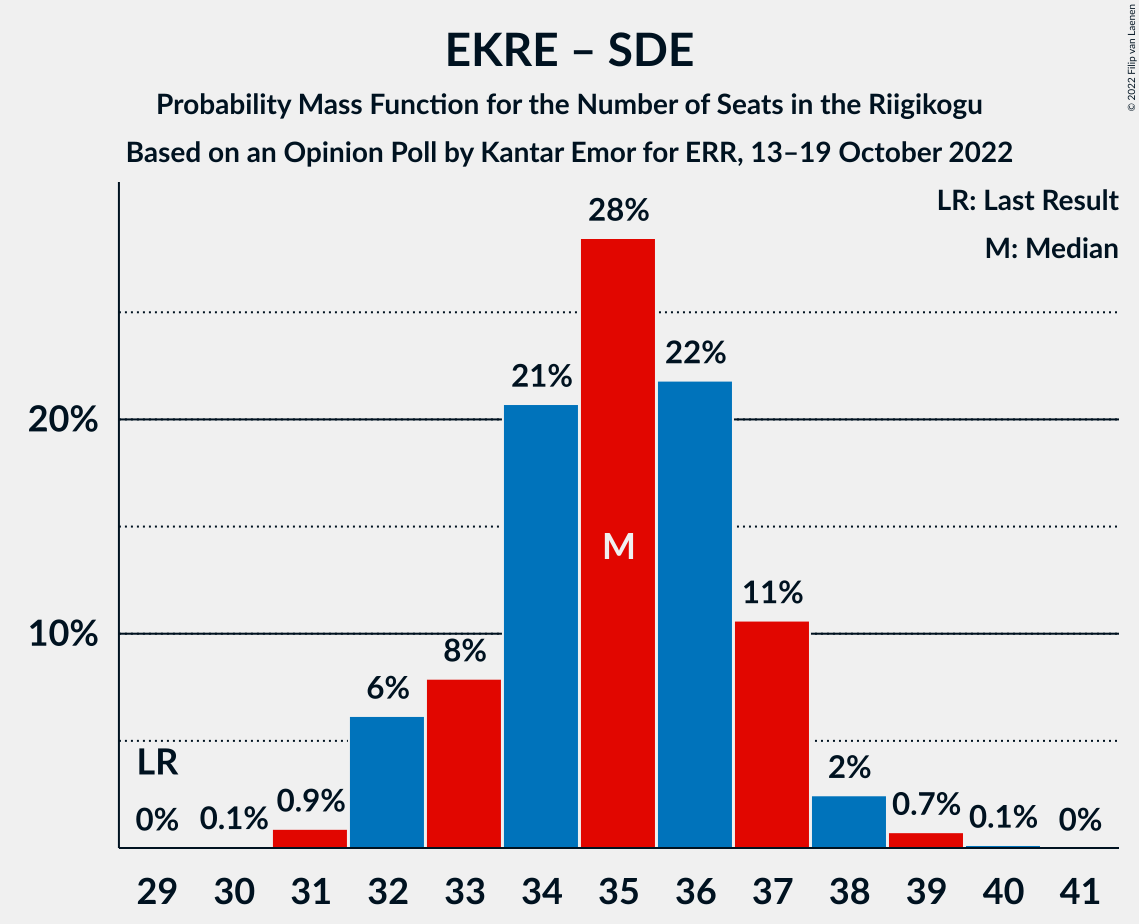 EKRE – SDE
Probability Mass Function for the Number of Seats in the Riigikogu
Based on an Opinion Poll by Kantar Emor for ERR, 13–19 October 2022
© 2022 Filip van Laenen
LR: Last Result
M: Median
28%
22%
21%
20%
M
11%
10%
8%
6%
LR
2%
0%
0.1%
0.9%
0.7%
0.1%
0%
29 30 31 32 33 34 35 36 37 38 39 40 41